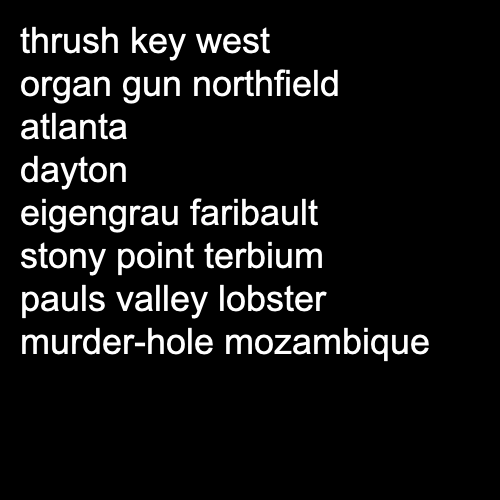 thrush key west
organ gun northfield
atlanta
dayton
eigengrau faribault
stony point terbium
pauls valley lobster
murder-hole mozambique